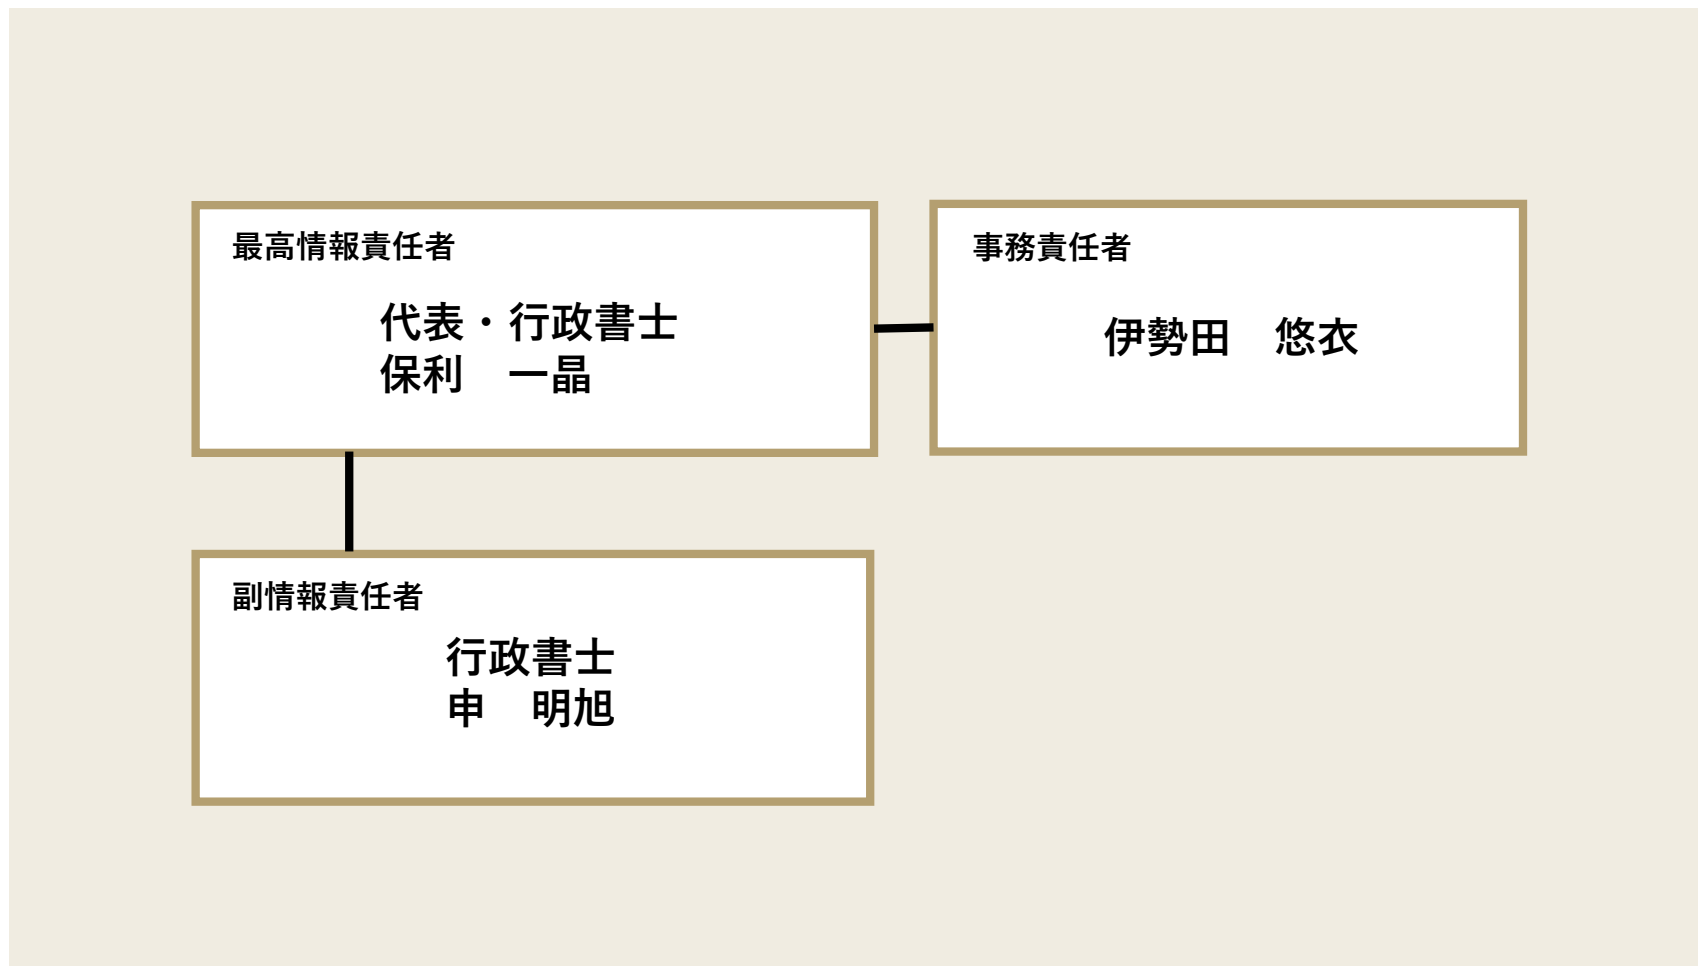 最高情報責任者
代表・行政書士
保利　一晶
事務責任者
伊勢田　悠衣
副情報責任者
行政書士
申　明旭